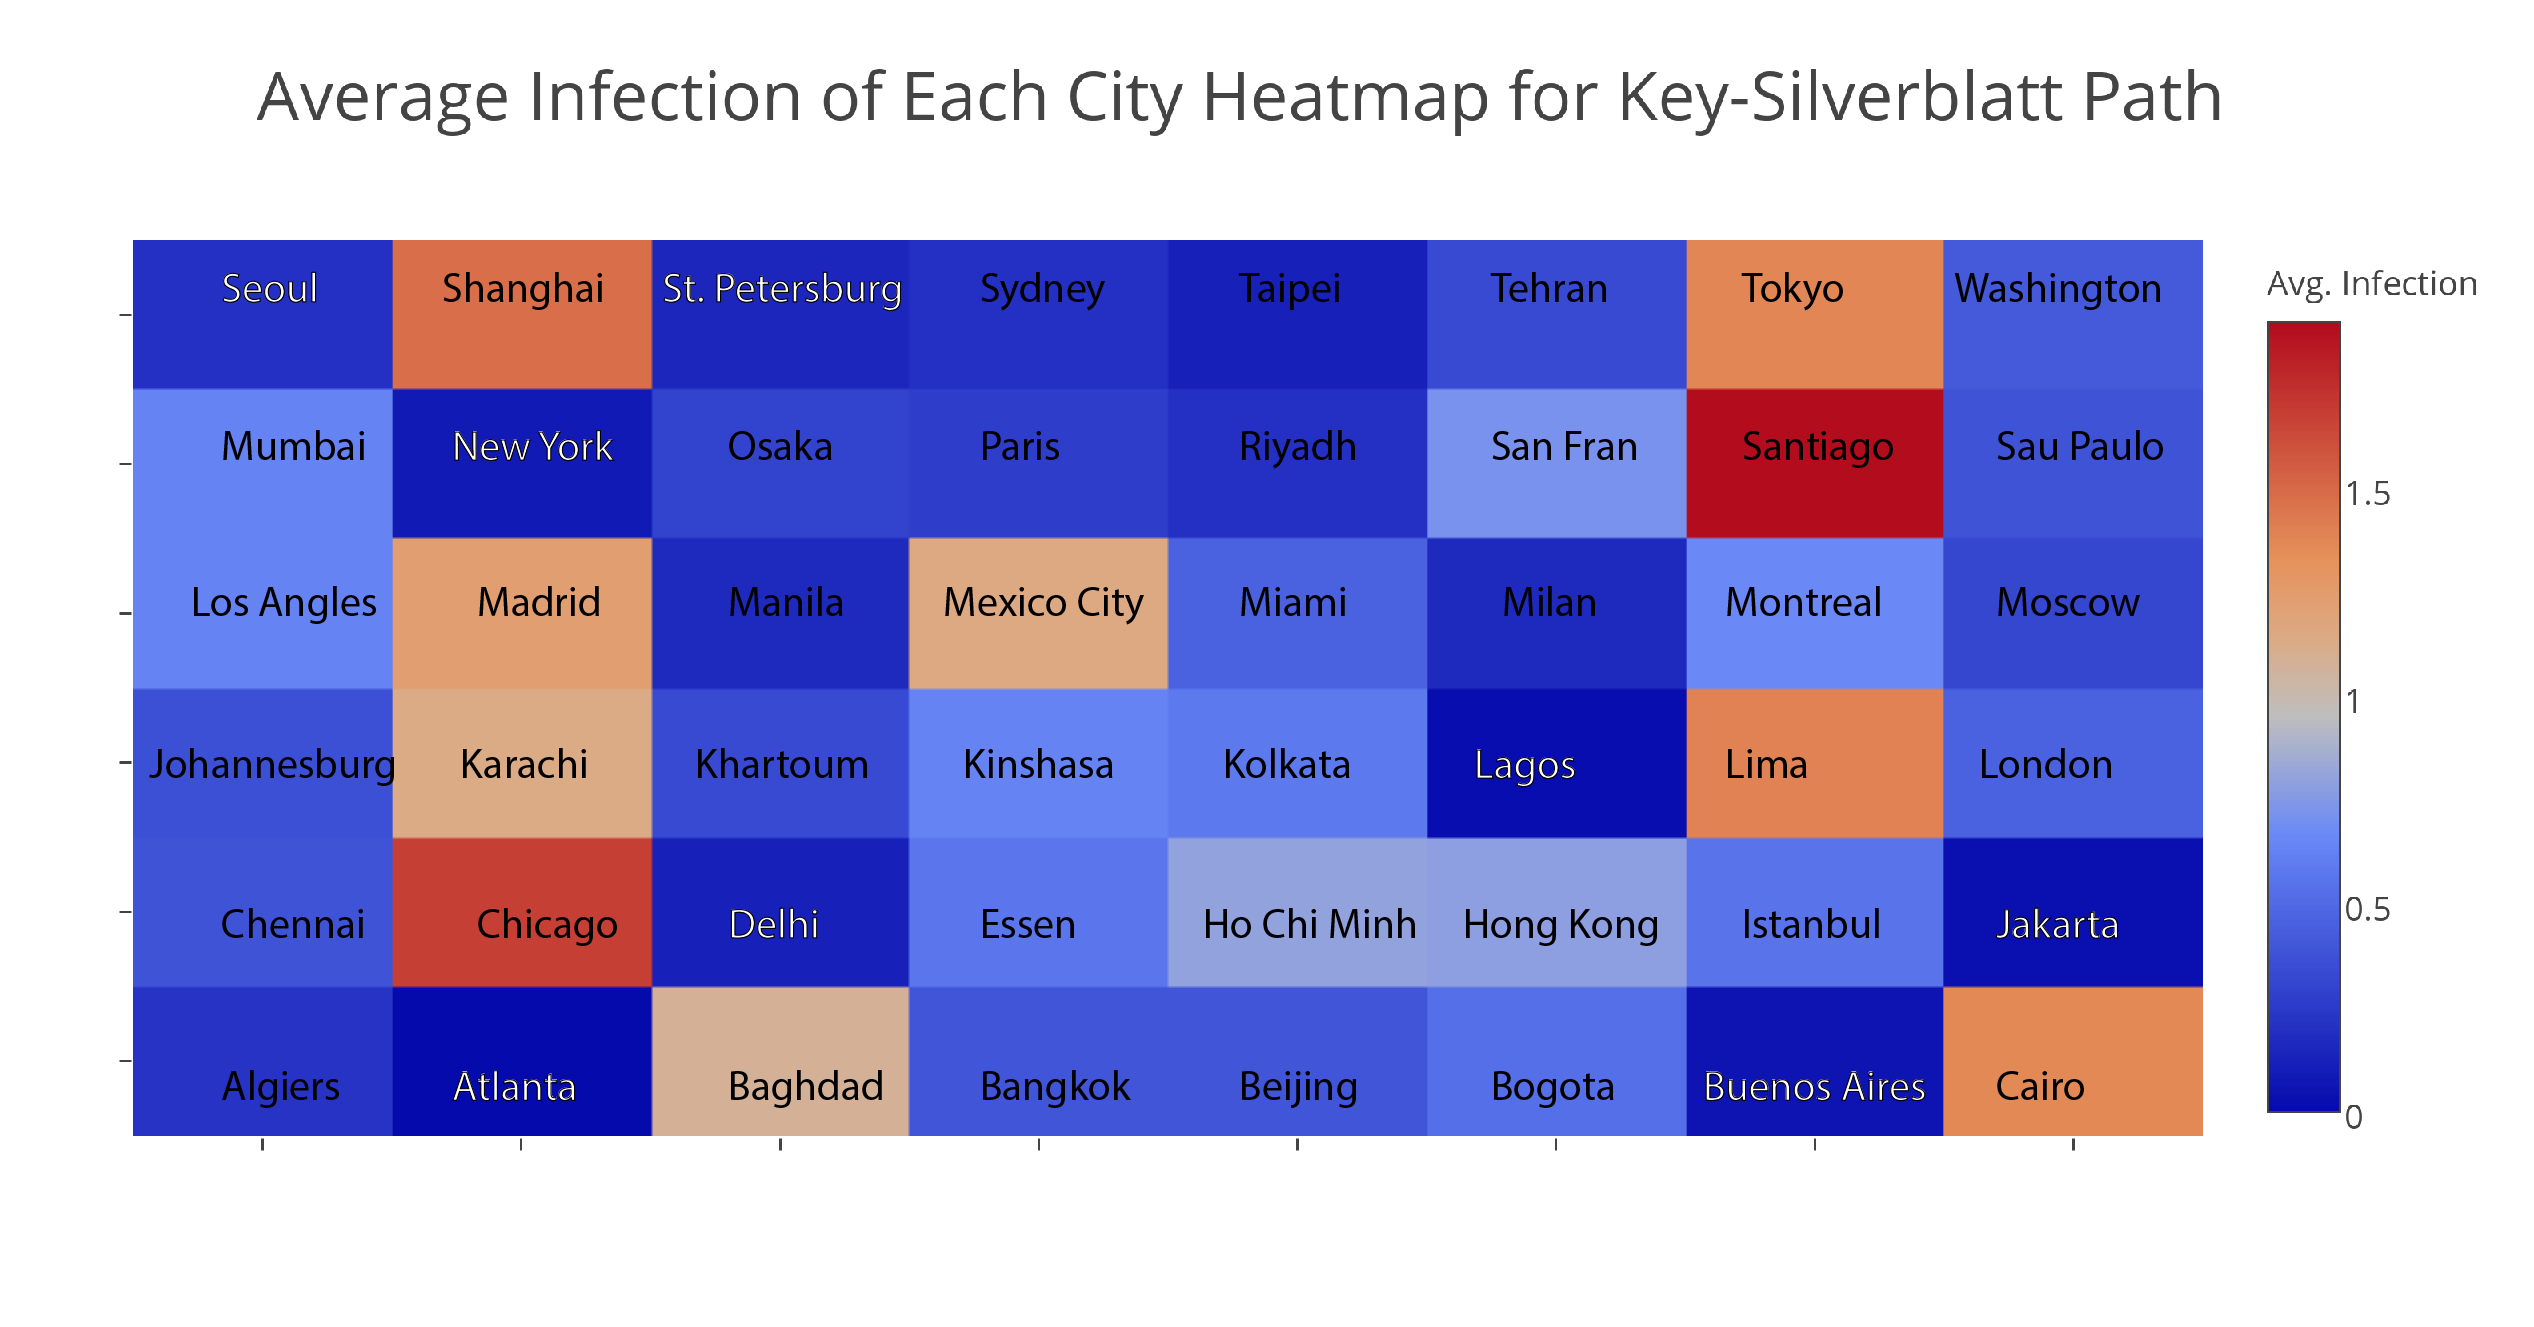 Average Infection of Each City Heatmap for Key-Silverblatt Path
Avg. Infection
Seoul Shanghai St. Petersburg Sydney Taipei Tehran Tokyo Washington
Mumbai New York Osaka Paris Riyadh San Fran Santiago Sau Paulo
1.5
Los Angles Madrid Manila Mexico City Miami Milan Montreal Moscow
1
Johannesburg Karachi Khartoum Kinshasa Kolkata Lagos Lima London
0.5
Chennai Chicago Delhi Essen Ho Chi Minh Hong Kong Istanbul Jakarta
Algiers Atlanta Baghdad Bangkok Beijing Bogota Buenos Aires Cairo
0